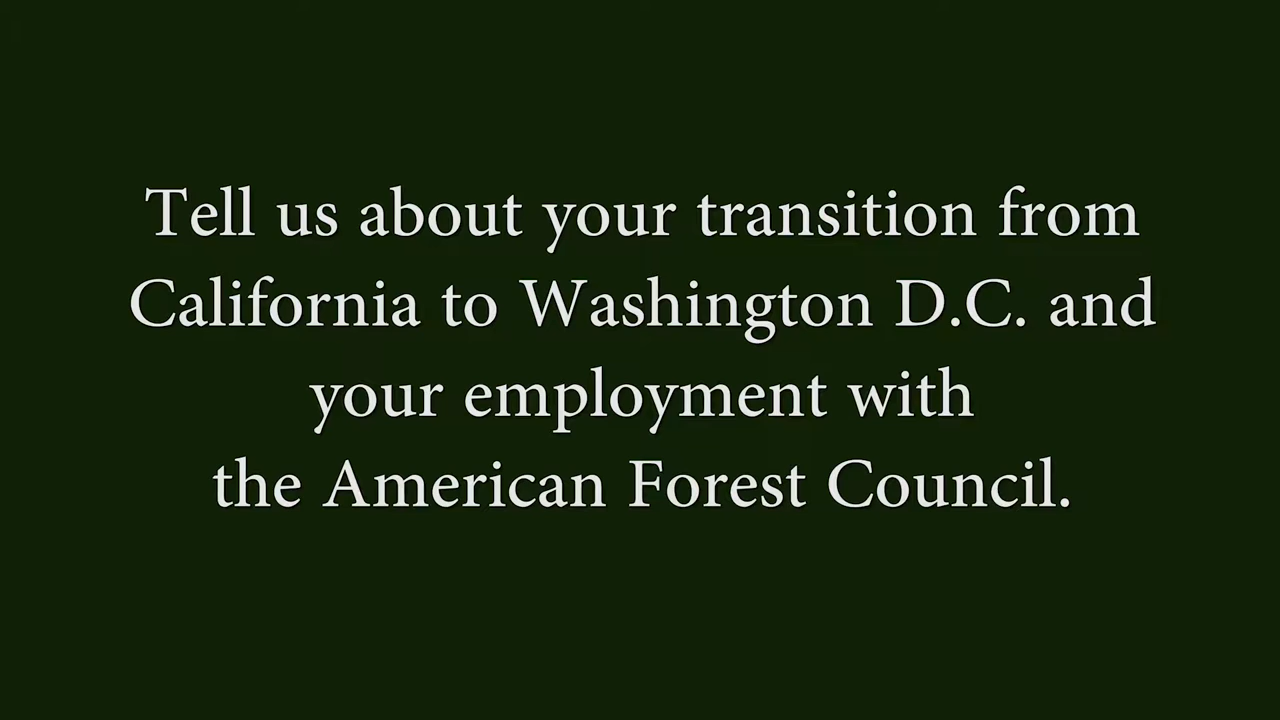 Tell us about your transition from
California to Washington D.C. and
your employment with
the American Forest Council.